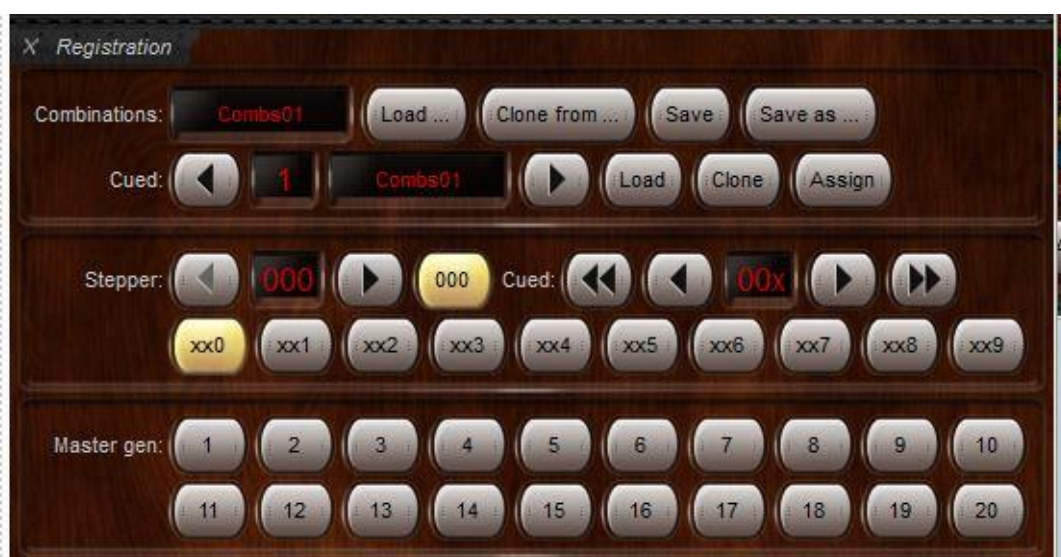 X Registration
Combinations: Combs01 Load ... Clone from ... Save Save as ...
Cued: 1 Combs01 Load Clone Assign
Stepper: 000 000 Cued: 00x
xx0 xx1 xx2 xx3 xx4 xx5 xx6 xx7 xx8 xx9
Master gen: 1 2 3 4 5 6 7 8 9 10
11 12 13 14 15 16 17 18 19 20